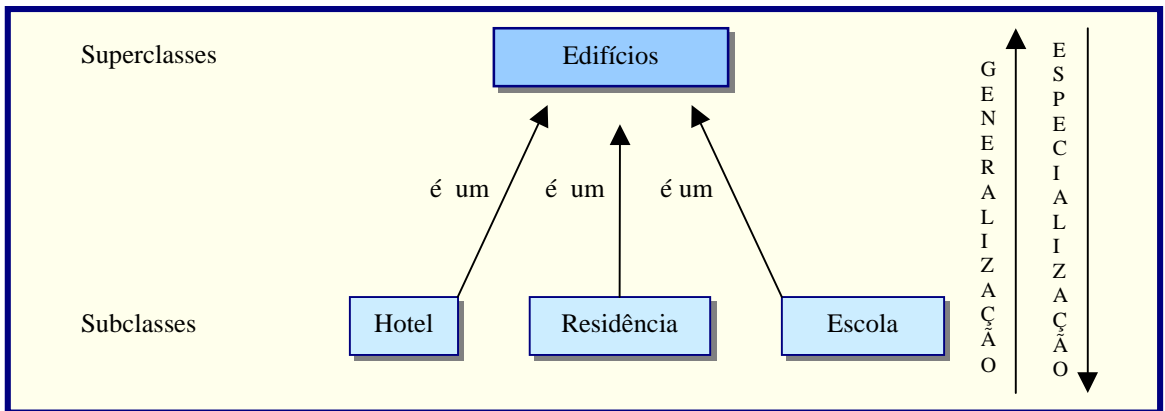 Superclasses
Edifícios
é um
é um
é um
Subclasses
Hotel
Residência
Escola
GENERALIZAÇÃO
ESPECIALIZAÇÃO